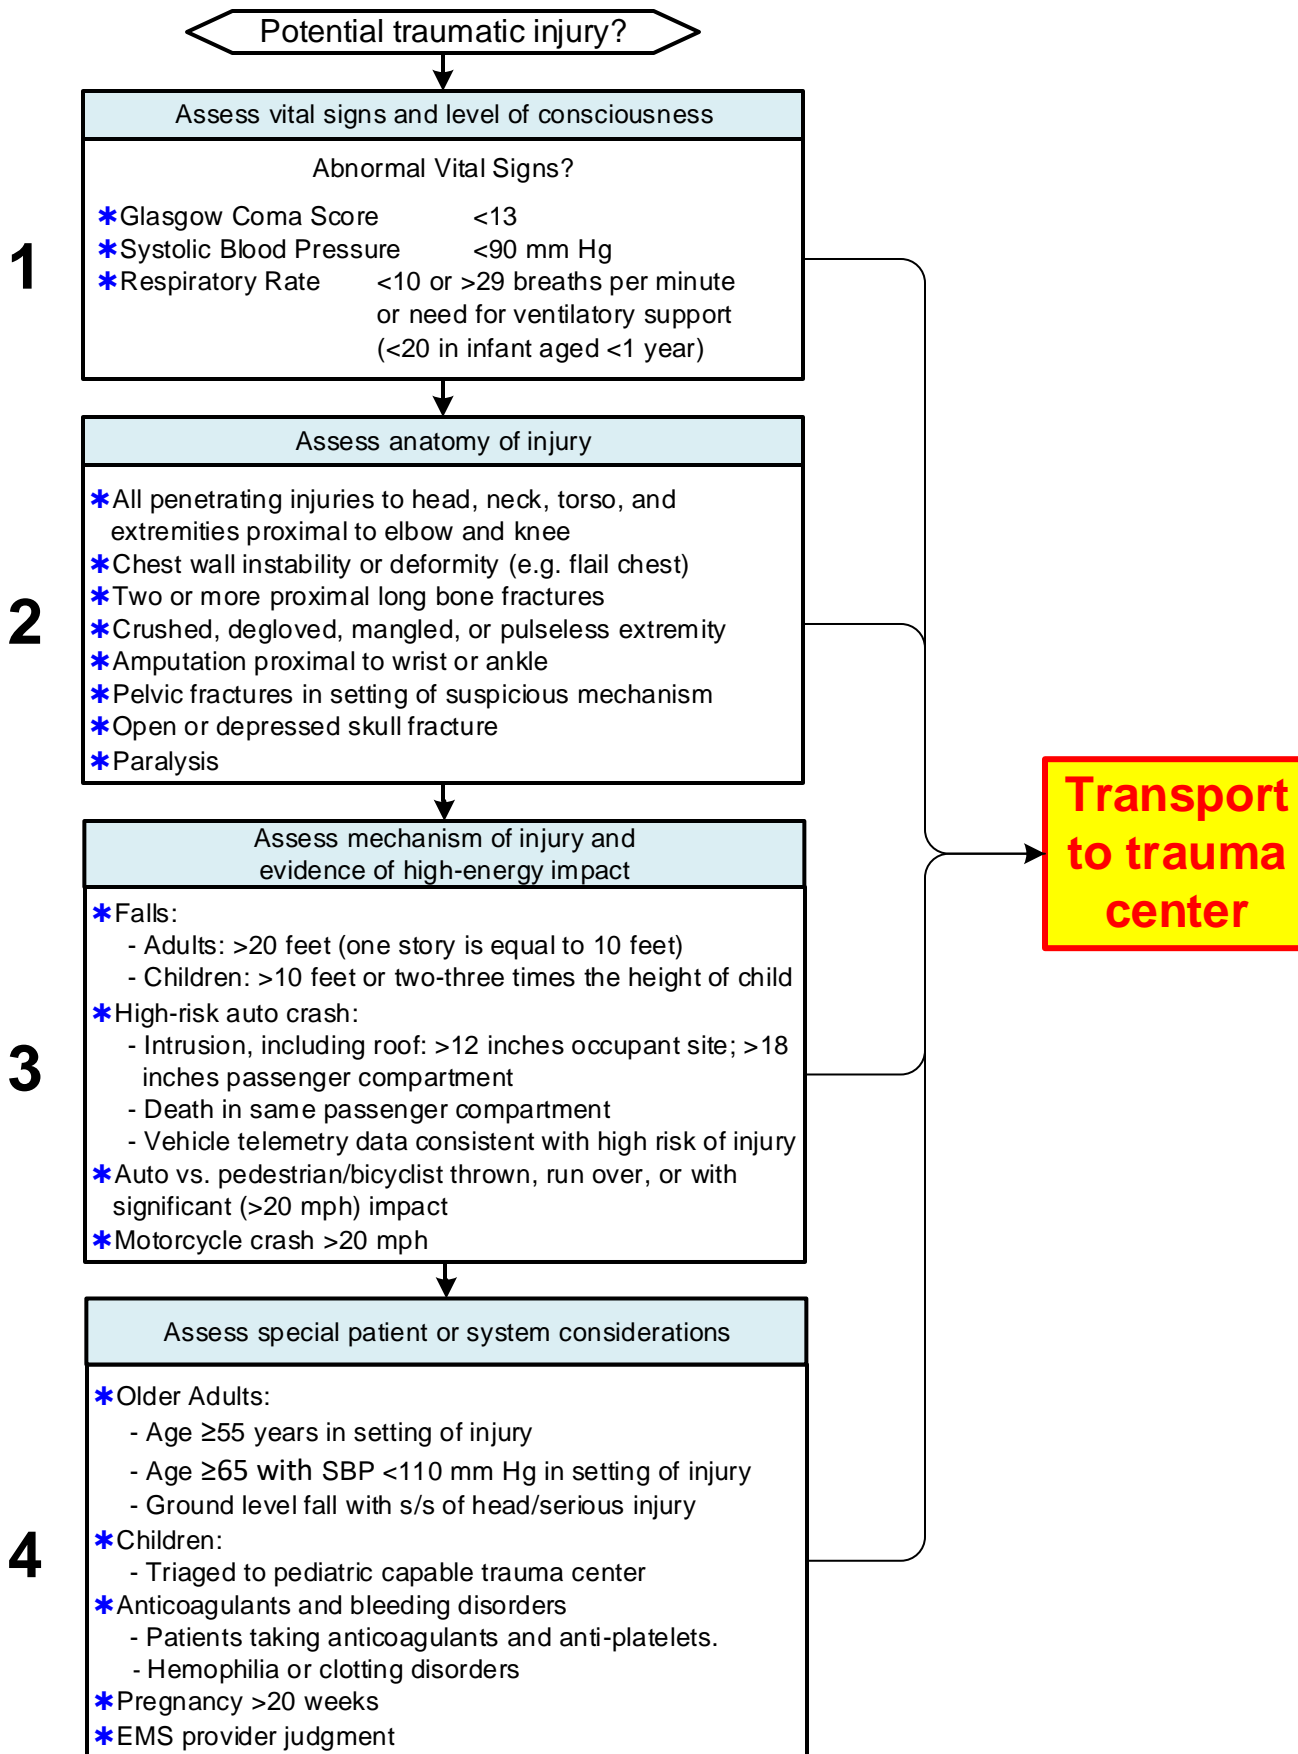 Potential traumatic injury?
Assess vital signs and level of consciousness
Abnormal Vital Signs?
1
✱Glasgow Coma Score <13
✱Systolic Blood Pressure <90 mm Hg
✱Respiratory Rate <10 or >29 breaths per minute
or need for ventilatory support
(<20 in infant aged <1 year)
Assess anatomy of injury
2
✱All penetrating injuries to head, neck, torso, and
extremities proximal to elbow and knee
✱Chest wall instability or deformity (e.g. flail chest)
✱Two or more proximal long bone fractures
✱Crushed, degloved, mangled, or pulseless extremity
✱Amputation proximal to wrist or ankle
✱Pelvic fractures in setting of suspicious mechanism
✱Open or depressed skull fracture
✱Paralysis
Transport
to trauma
center
Assess mechanism of injury and
evidence of high-energy impact
3
✱Falls:
- Adults: >20 feet (one story is equal to 10 feet)
- Children: >10 feet or two-three times the height of child
✱High-risk auto crash:
- Intrusion, including roof: >12 inches occupant site; >18
inches passenger compartment
- Death in same passenger compartment
- Vehicle telemetry data consistent with high risk of injury
✱Auto vs. pedestrian/bicyclist thrown, run over, or with
significant (>20 mph) impact
✱Motorcycle crash >20 mph
Assess special patient or system considerations
4
✱Older Adults:
- Age ≥55 years in setting of injury
- Age ≥65 with SBP <110 mm Hg in setting of injury
- Ground level fall with s/s of head/serious injury
✱Children:
- Triaged to pediatric capable trauma center
✱Anticoagulants and bleeding disorders
- Patients taking anticoagulants and anti-platelets.
- Hemophilia or clotting disorders
✱Pregnancy >20 weeks
✱EMS provider judgment